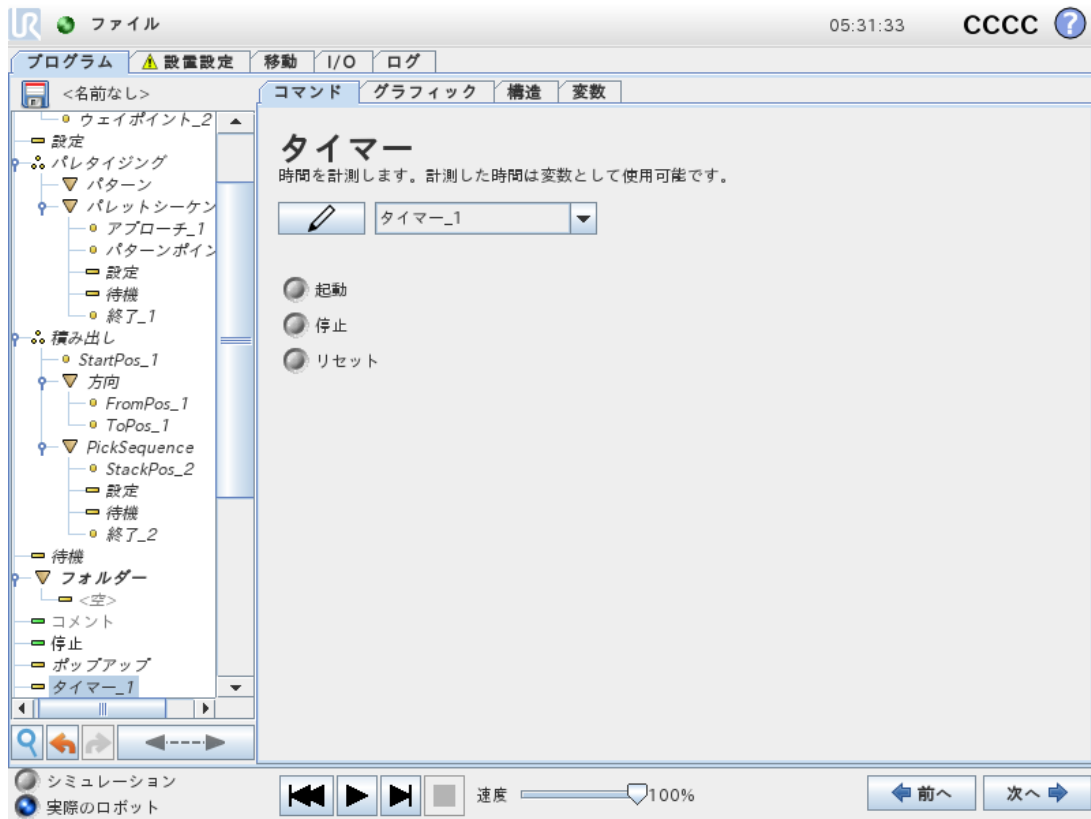 UR ファイル 05:31:33 CCCC ?
プログラム 設置設定 移動 I/O ログ
<名前なし>
コマンド グラフィック 構造 変数
ウェイポイント_2
設定
パレタイジング
パターン
パレットシーケン
アプローチ_1
パターンポイン
設定
待機
終了_1
積み出し
StartPos_1
方向
FromPos_1
ToPos_1
PickSequence
StackPos_2
設定
待機
終了_2
待機
フォルダー
<空>
コメント
停止
ポップアップ
タイマー_1
タイマー
時間を計測します。計測した時間は変数として使用可能です。
タイマー_1
起動
停止
リセット
シミュレーション
実際のロボット
速度 100%
前へ 次へ